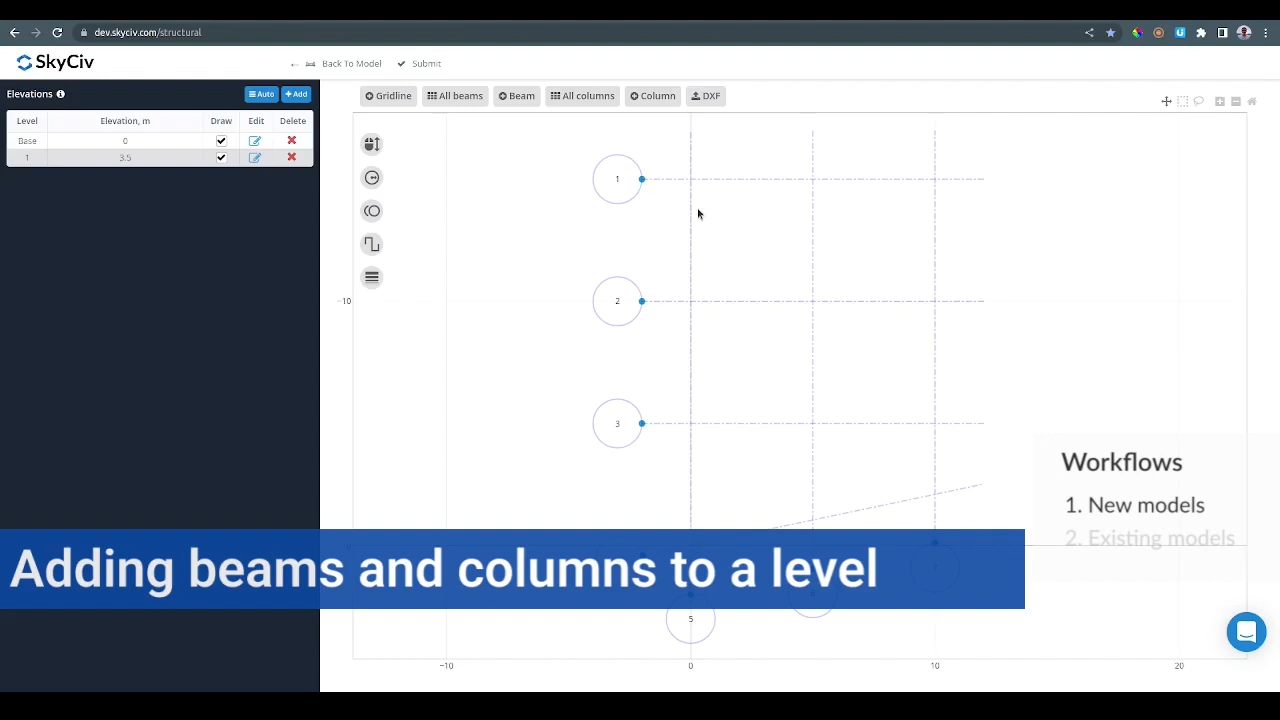 dev.skyciv.com/structural
SkyCiv
Back To Model
Submit
Elevations
Auto
Add
Gridline
All beams
Beam
All columns
Column
DXF
Level
Elevation, m
Draw
Edit
Delete
Base
0
1
3.5
1
2
3
−10
Workflows
1. New models
2. Existing models
Adding beams and columns to a level
5
−10
0
10
20